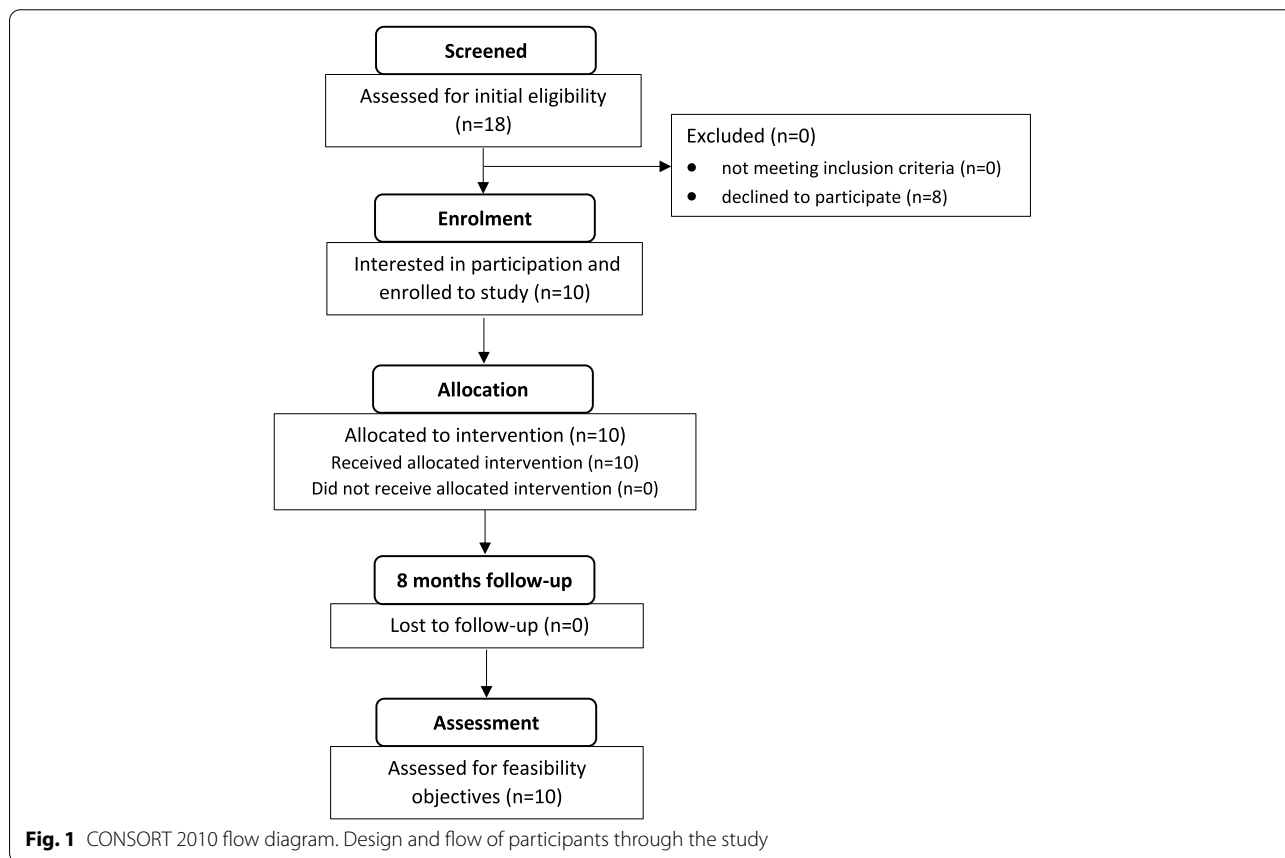 Screened
Assessed for initial eligibility
(n=18)
Excluded (n=0)
● not meeting inclusion criteria (n=0)
● declined to participate (n=8)
Enrolment
Interested in participation and
enrolled to study (n=10)
Allocation
Allocated to intervention (n=10)
Received allocated intervention (n=10)
Did not receive allocated intervention (n=0)
8 months follow-up
Lost to follow-up (n=0)
Assessment
Assessed for feasibility
objectives (n=10)
Fig. 1 CONSORT 2010 flow diagram. Design and flow of participants through the study